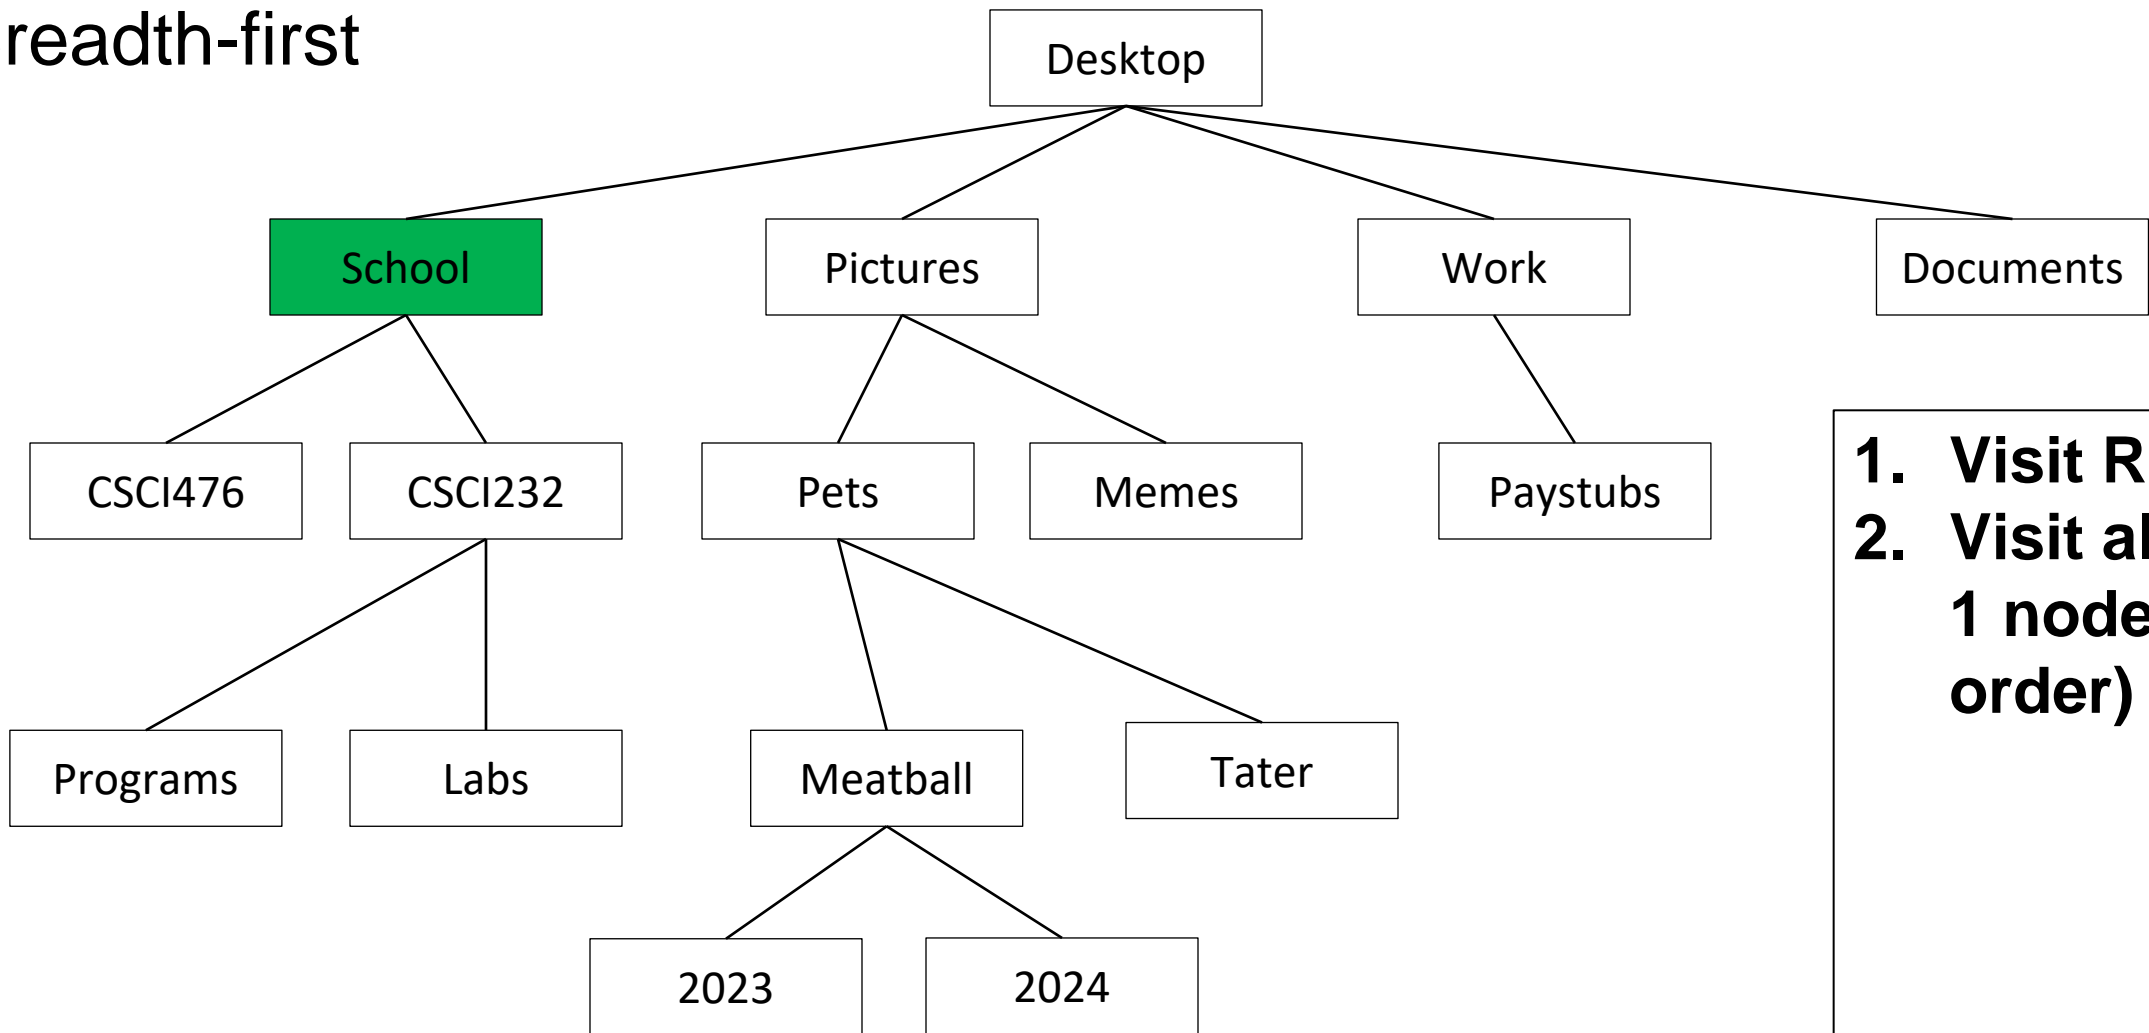 readth-first
Desktop
School
Pictures
Work
Documents
CSCI476
CSCI232
Pets
Memes
Paystubs
1. Visit R
2. Visit al
1 node
order)
Programs
Labs
Meatball
Tater
2023
2024